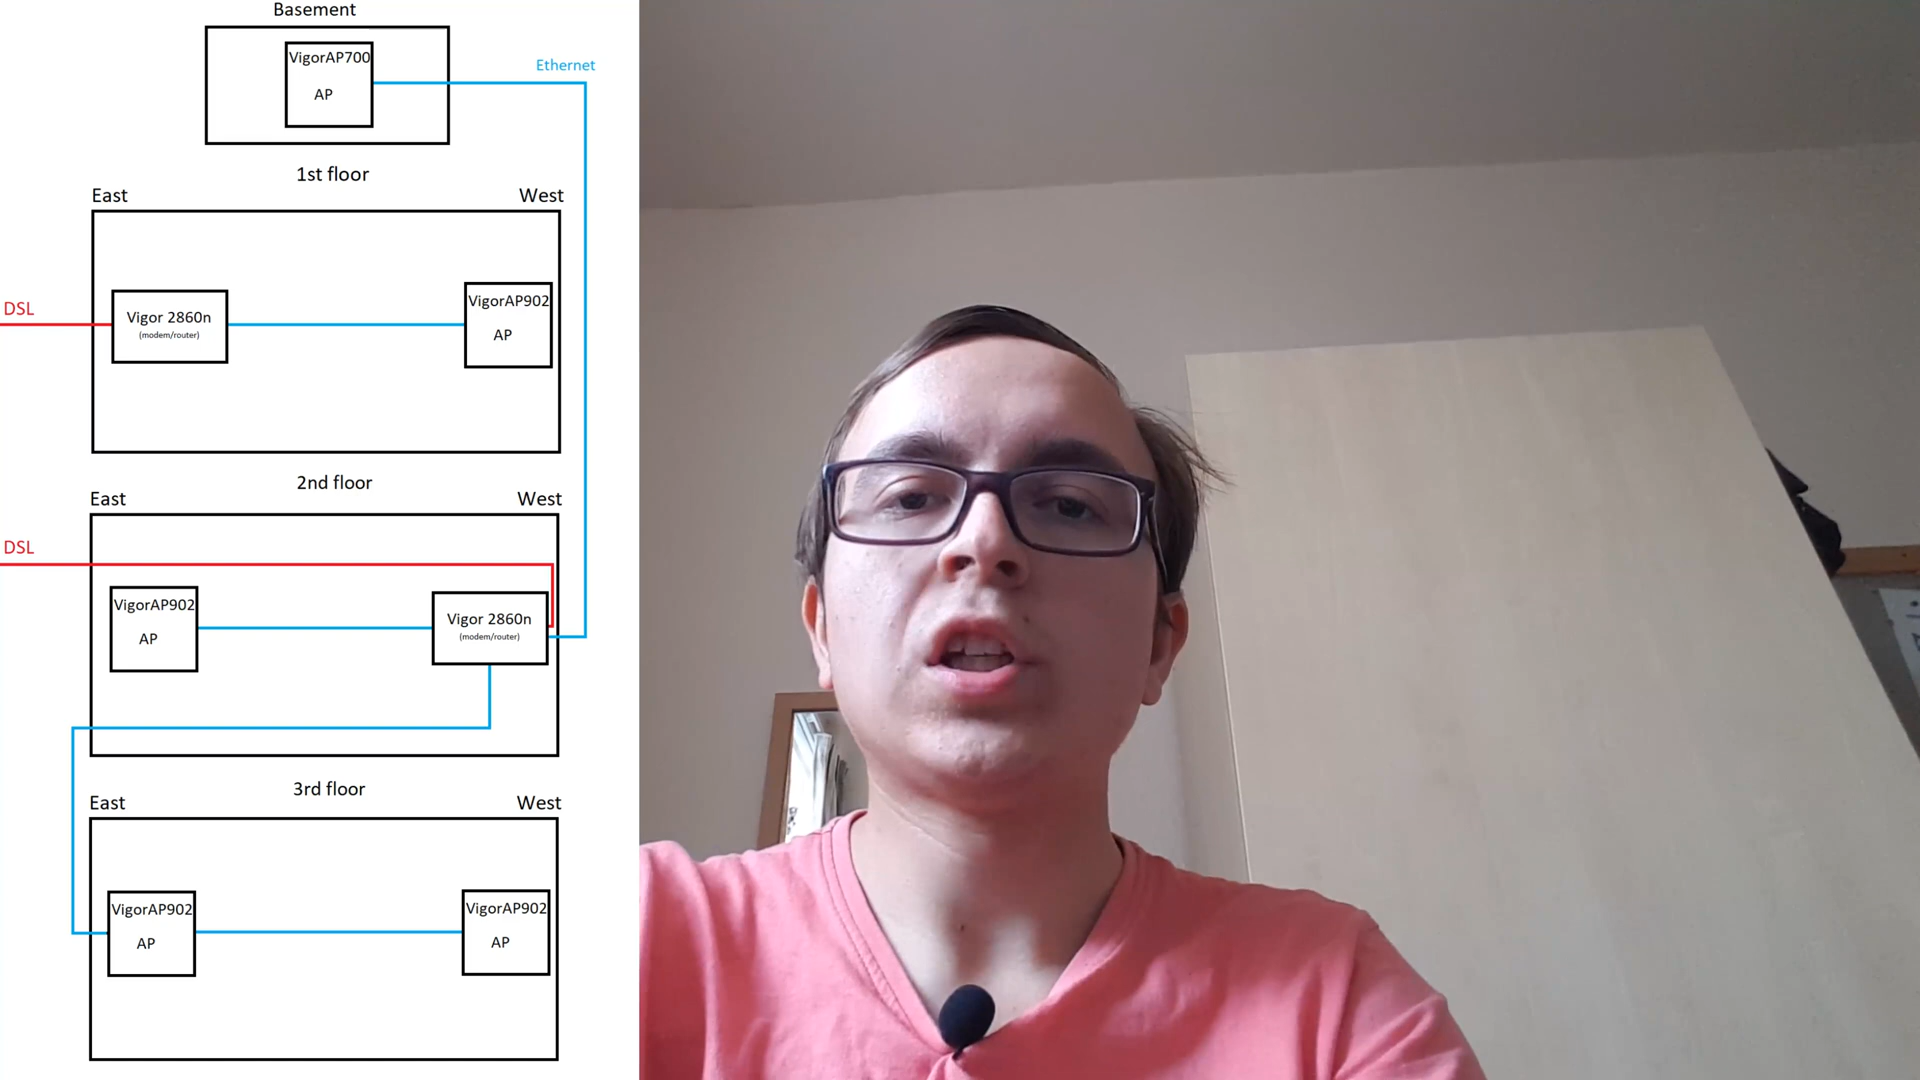 Basement
VigorAP700
AP
Ethernet
1st floor
East
West
DSL
Vigor 2860n
(modem/router)
VigorAP902
AP
2nd floor
East
West
DSL
VigorAP902
AP
Vigor 2860n
(modem/router)
3rd floor
East
West
VigorAP902
AP
VigorAP902
AP